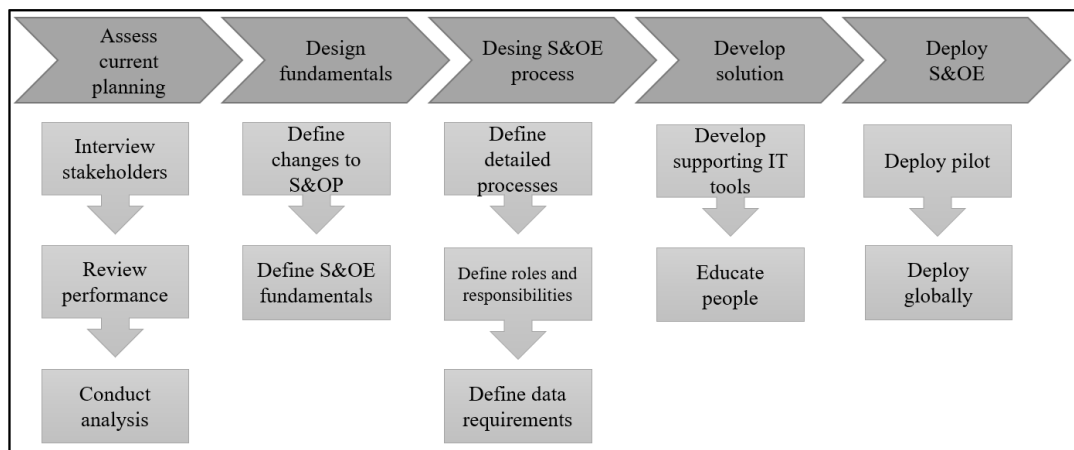 Assess
current
planning
Design
fundamentals
Desing S&OE
process
Develop
solution
Deploy
S&OE
Interview
stakeholders
Define
changes to
S&OP
Define
detailed
processes
Develop
supporting IT
tools
Deploy pilot
Review
performance
Define S&OE
fundamentals
Define roles and
responsibilities
Educate
people
Deploy
globally
Conduct
analysis
Define data
requirements